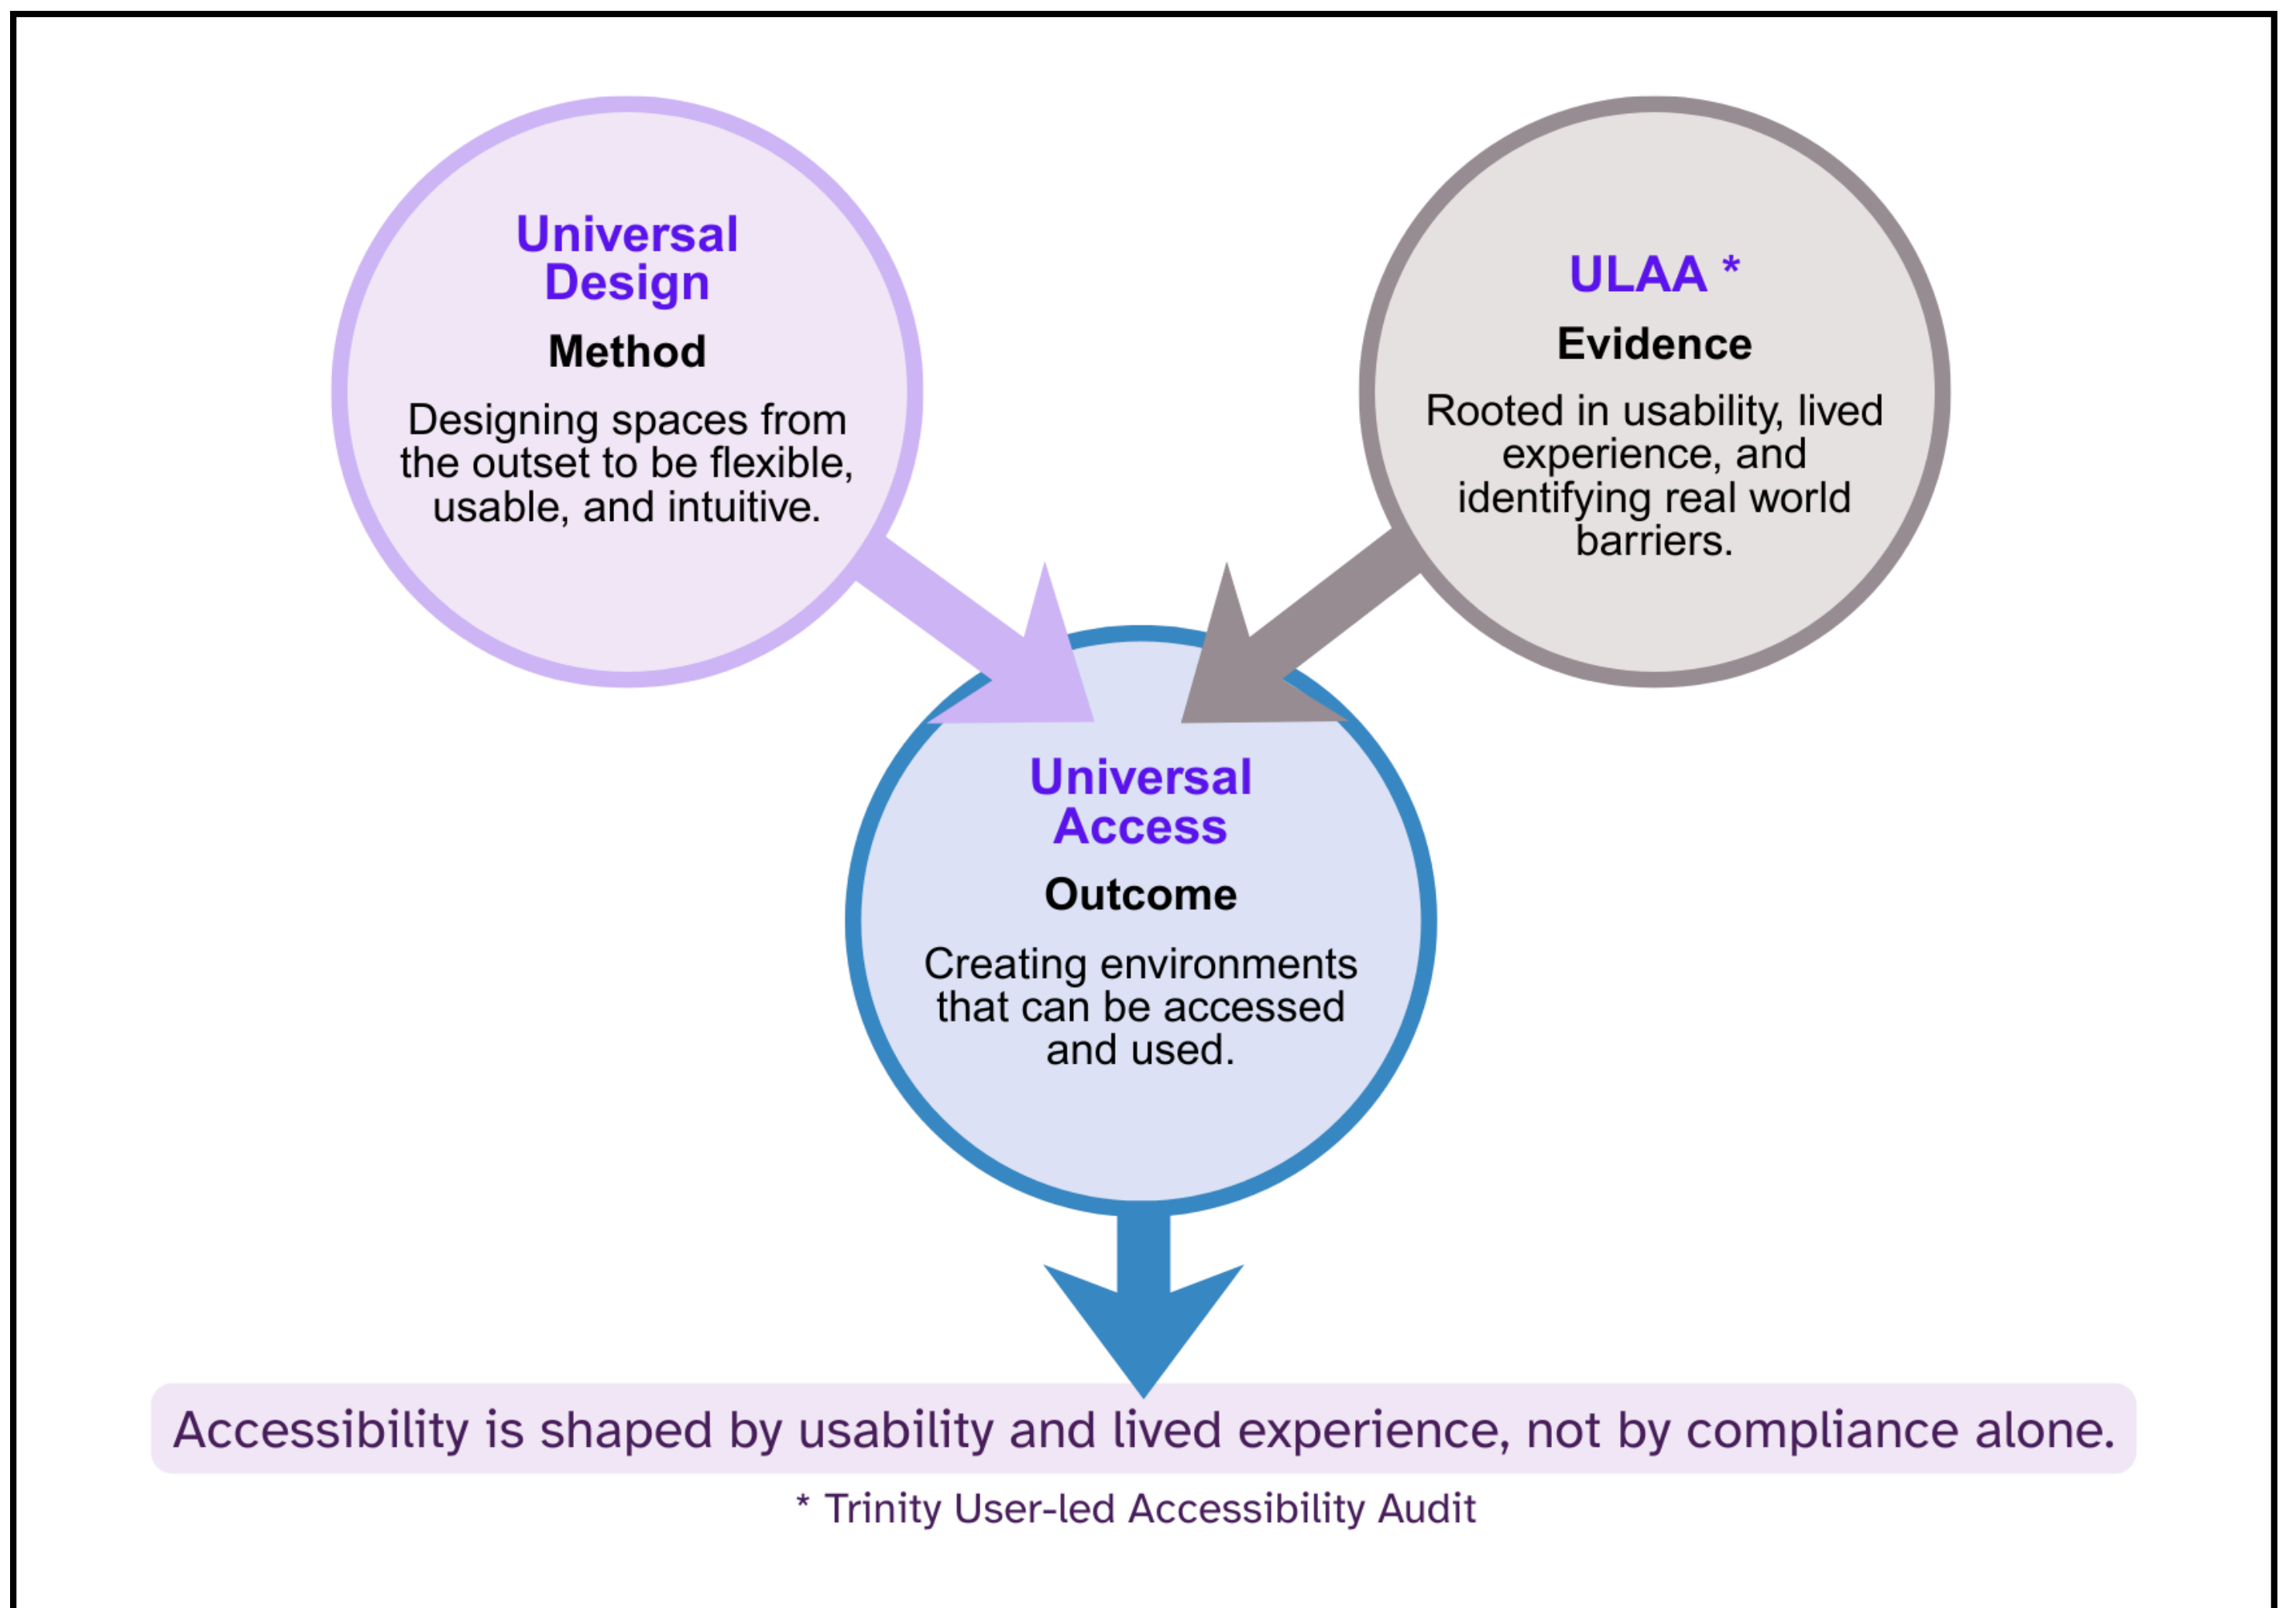 Universal
Design
Method
Designing spaces from
the outset to be flexible,
usable, and intuitive.
ULAA *
Evidence
Rooted in usability, lived
experience, and
identifying real world
barriers.
Universal
Access
Outcome
Creating environments
that can be accessed
and used.
Accessibility is shaped by usability and lived experience, not by compliance alone.
* Trinity User-led Accessibility Audit